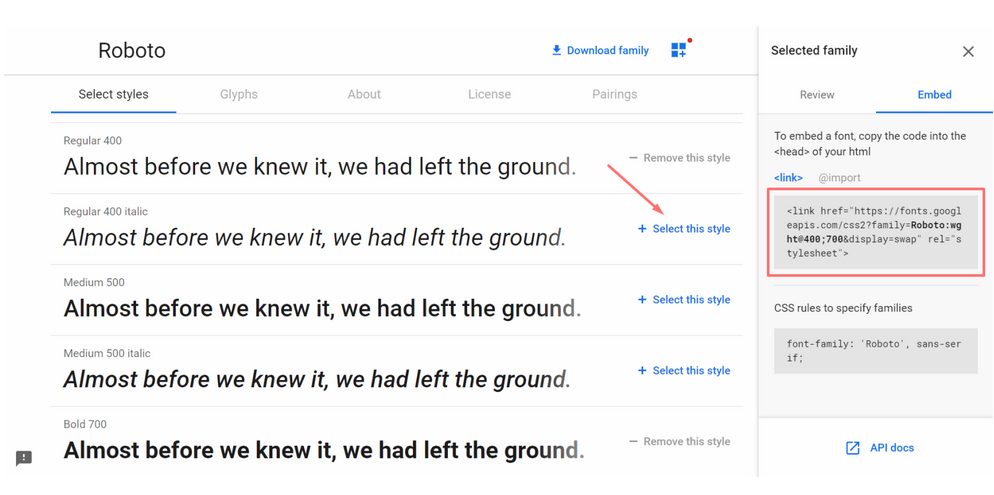 Roboto
Download family
Select styles
Glyphs
About
License
Pairings
Regular 400
Almost before we knew it, we had left the ground.
Remove this style
Regular 400 italic
Almost before we knew it, we had left the ground.
Select this style
Medium 500
Almost before we knew it, we had left the ground.
Select this style
Medium 500 italic
Almost before we knew it, we had left the ground.
Select this style
Bold 700
Almost before we knew it, we had left the ground.
Remove this style
Selected family
Review
Embed
To embed a font, copy the code into the
<head> of your html
<link>
@import
<link href="https://fonts.googl
eapis.com/css2?family=Roboto:wg
ht@400;700&display=swap" rel="s
tylesheet">
CSS rules to specify families
font-family: 'Roboto', sans-ser
if;
API docs